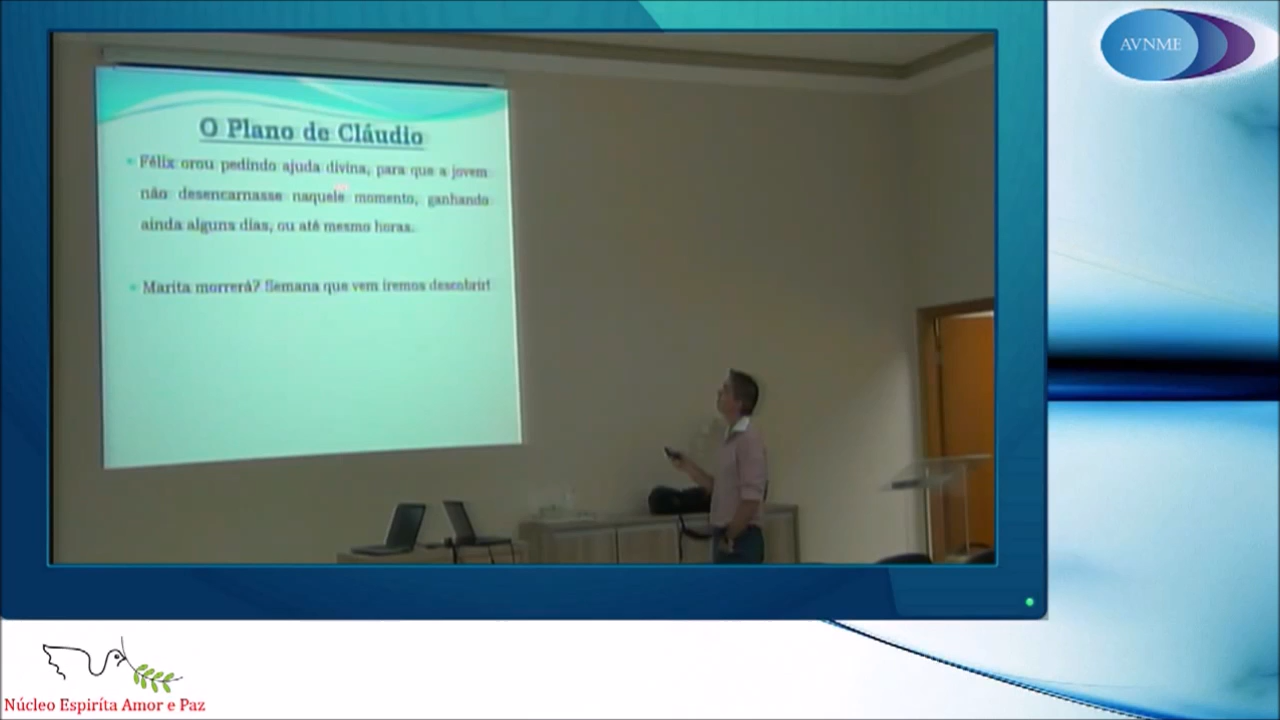 AVNME
O Plano de Cláudio
Félix orou pedindo ajuda divina, para que a jovem
não desencarnasse naquele momento, ganhando
ainda alguns dias, ou até mesmo horas.
Marita morrerá? Semana que vem iremos descobrir!
Núcleo Espiríta Amor e Paz